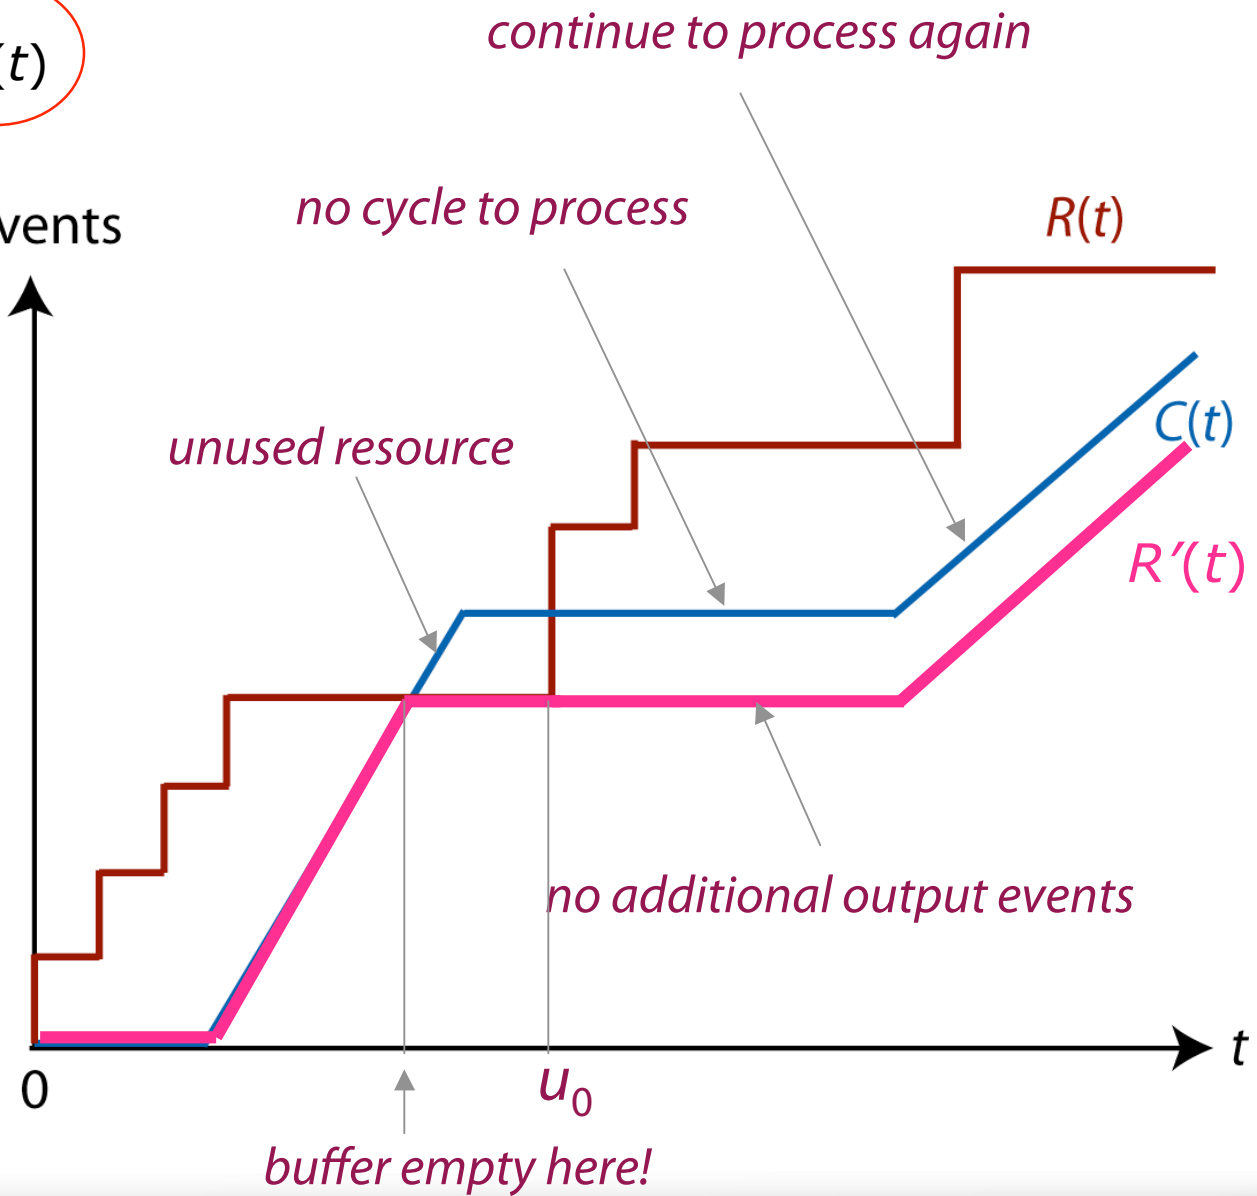 continue to process again
(t)
no cycle to process
vents
R(t)
unused resource
C(t)
R′(t)
no additional output events
t
0
u0
buffer empty here!